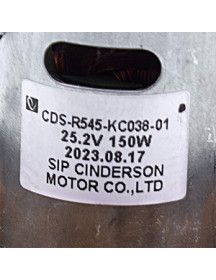 CDS-R545-KC038-01
25.2V 150W
2023.08.17
SIP CINDERSON
MOTOR CO.,LTD